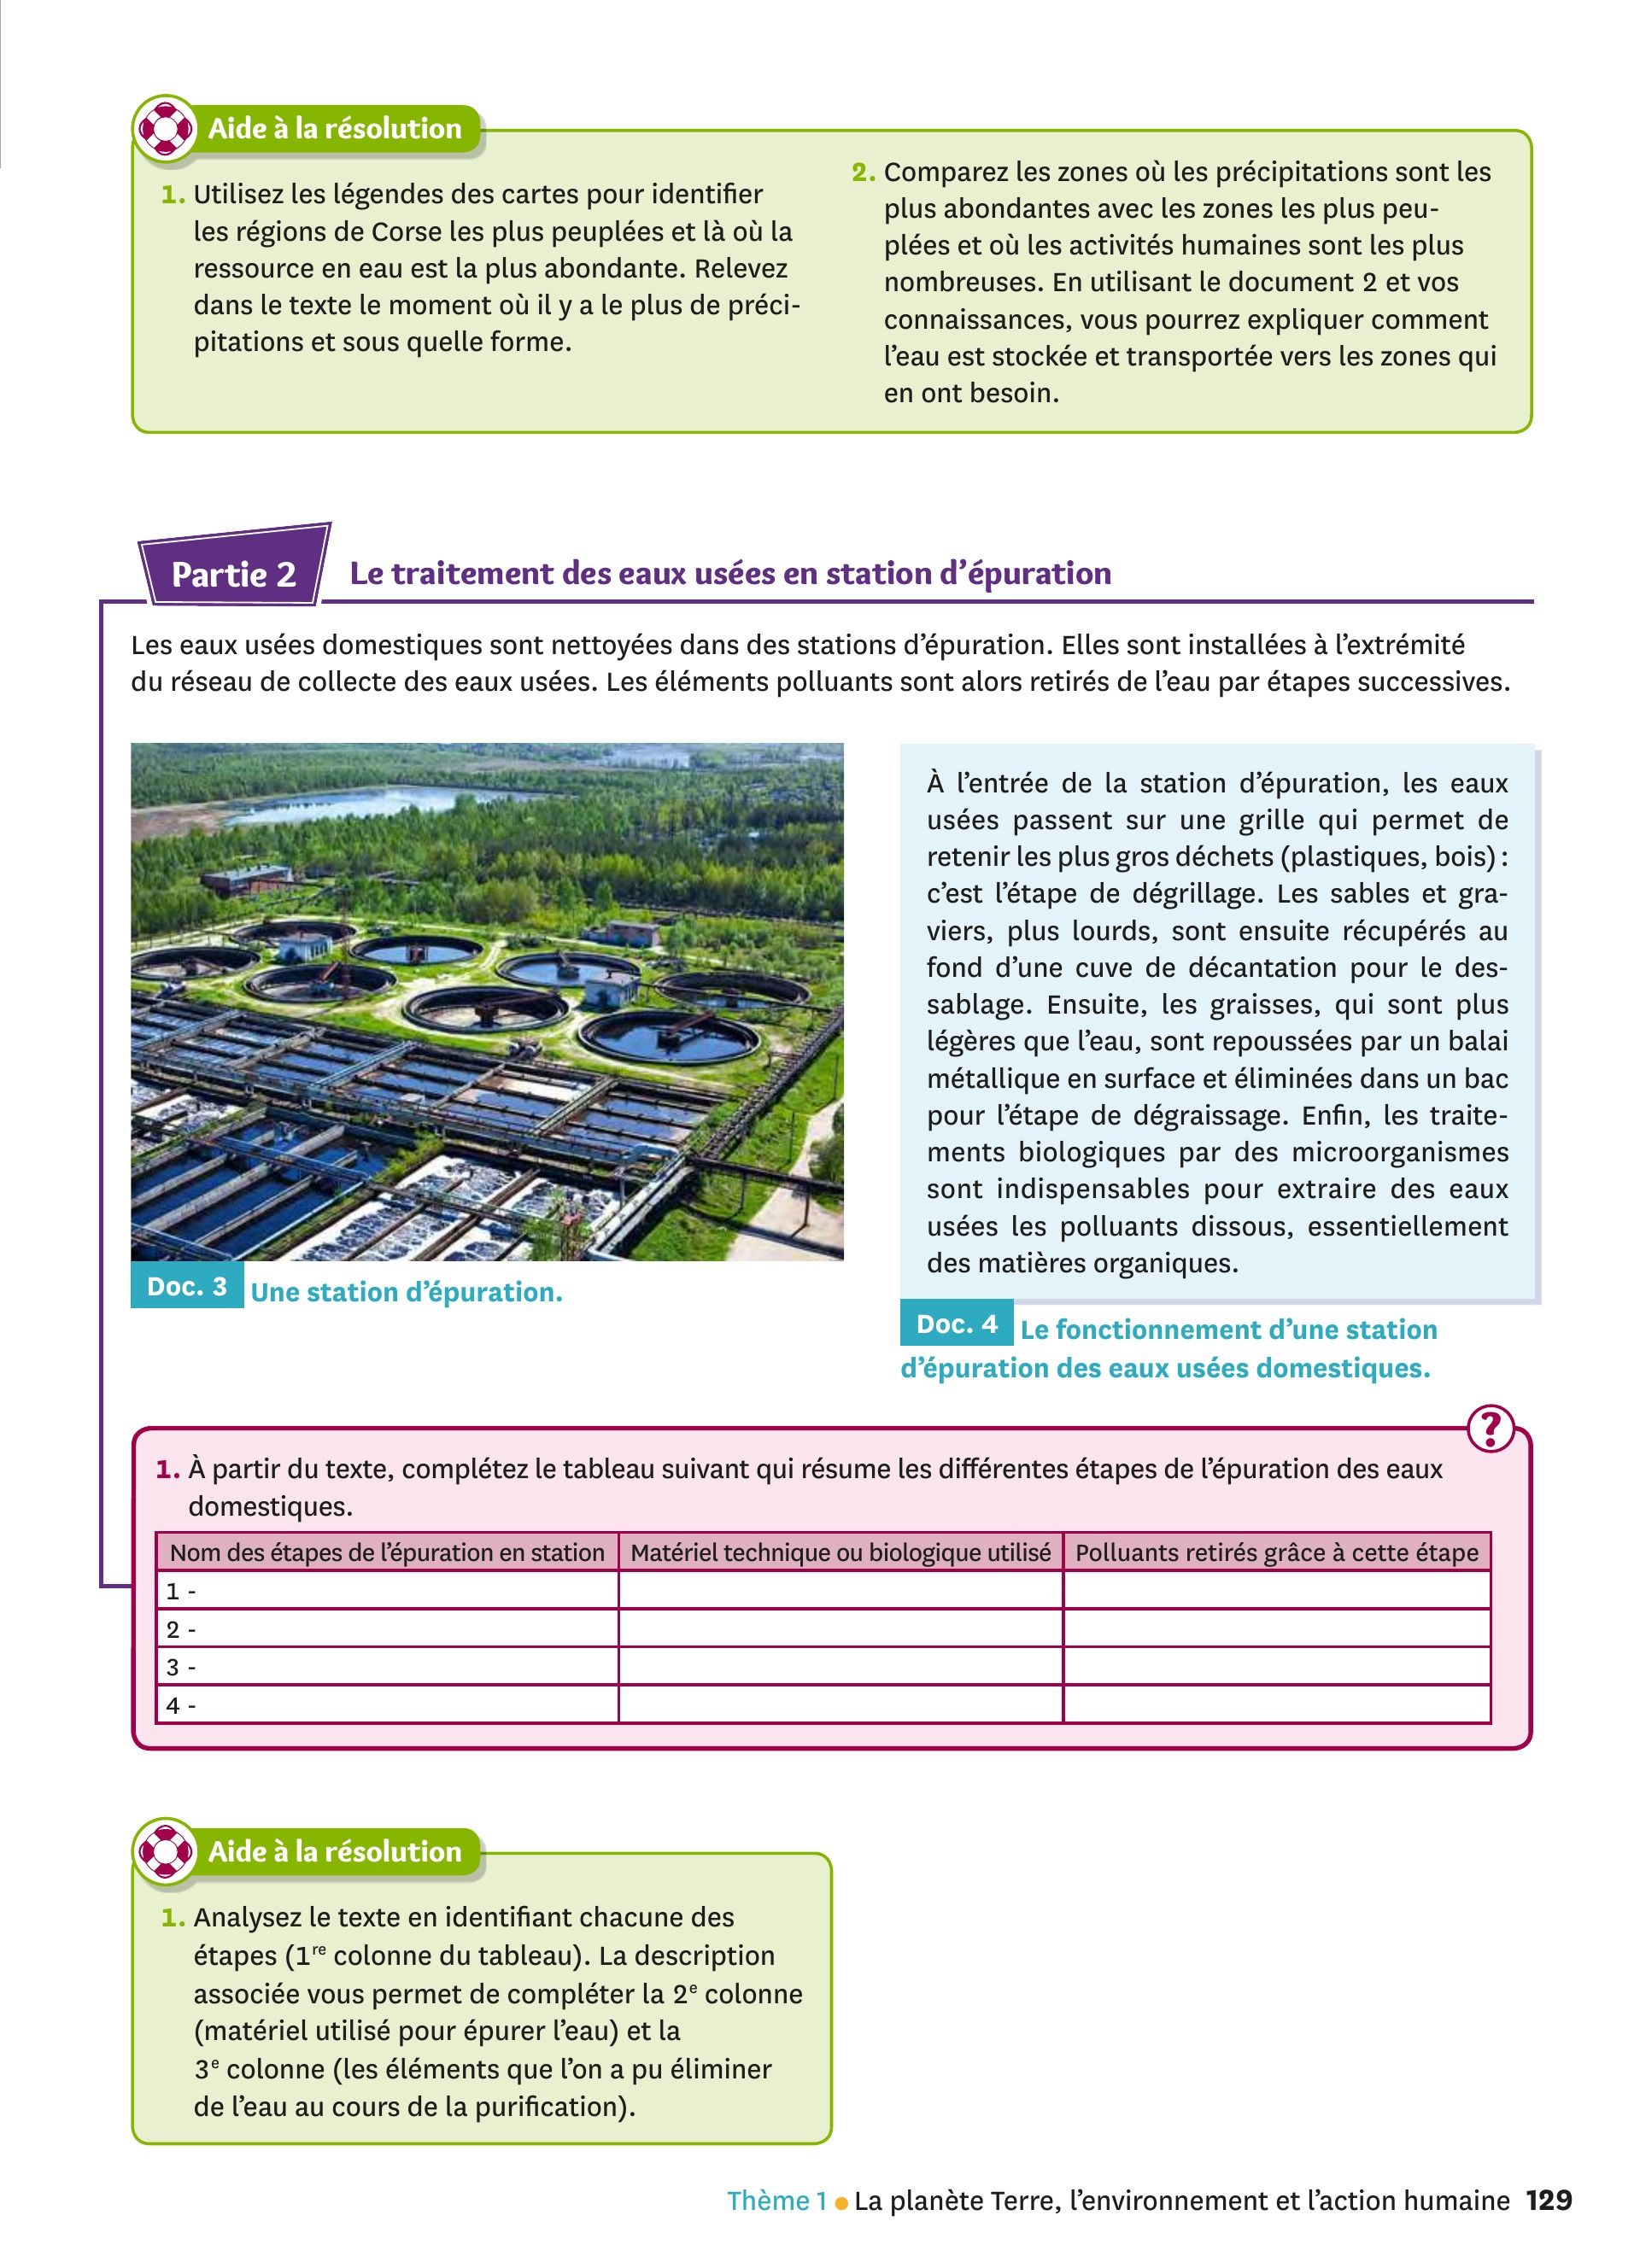 Aide à la résolution
1. Utilisez les légendes des cartes pour identifier
les régions de Corse les plus peuplées et là où la
ressource en eau est la plus abondante. Relevez
dans le texte le moment où il y a le plus de préci-
pitations et sous quelle forme.
2. Comparez les zones où les précipitations sont les
plus abondantes avec les zones les plus peu-
plées et où les activités humaines sont les plus
nombreuses. En utilisant le document 2 et vos
connaissances, vous pourrez expliquer comment
l'eau est stockée et transportée vers les zones qui
en ont besoin.
Partie 2 Le traitement des eaux usées en station d'épuration
Les eaux usées domestiques sont nettoyées dans des stations d'épuration. Elles sont installées à l'extrémité
du réseau de collecte des eaux usées. Les éléments polluants sont alors retirés de l'eau par étapes successives.
Doc. 3 Une station d'épuration.
À l'entrée de la station d'épuration, les eaux
usées passent sur une grille qui permet de
retenir les plus gros déchets (plastiques, bois) :
c'est l'étape de dégrillage. Les sables et gra-
viers, plus lourds, sont ensuite récupérés au
fond d'une cuve de décantation pour le des-
sablage. Ensuite, les graisses, qui sont plus
légères que l'eau, sont repoussées par un balai
métallique en surface et éliminées dans un bac
pour l'étape de dégraissage. Enfin, les traite-
ments biologiques par des microorganismes
sont indispensables pour extraire des eaux
usées les polluants dissous, essentiellement
des matières organiques.
Doc. 4 Le fonctionnement d'une station
d'épuration des eaux usées domestiques.
?
1. À partir du texte, complétez le tableau suivant qui résume les différentes étapes de l'épuration des eaux
domestiques.
Nom des étapes de l'épuration en station Matériel technique ou biologique utilisé Polluants retirés grâce à cette étape
1 -
2 -
3 -
4 -
Aide à la résolution
1. Analysez le texte en identifiant chacune des
étapes (1re colonne du tableau). La description
associée vous permet de compléter la 2e colonne
(matériel utilisé pour épurer l'eau) et la
3e colonne (les éléments que l'on a pu éliminer
de l'eau au cours de la purification).
Thème 1 ● La planète Terre, l'environnement et l'action humaine 129